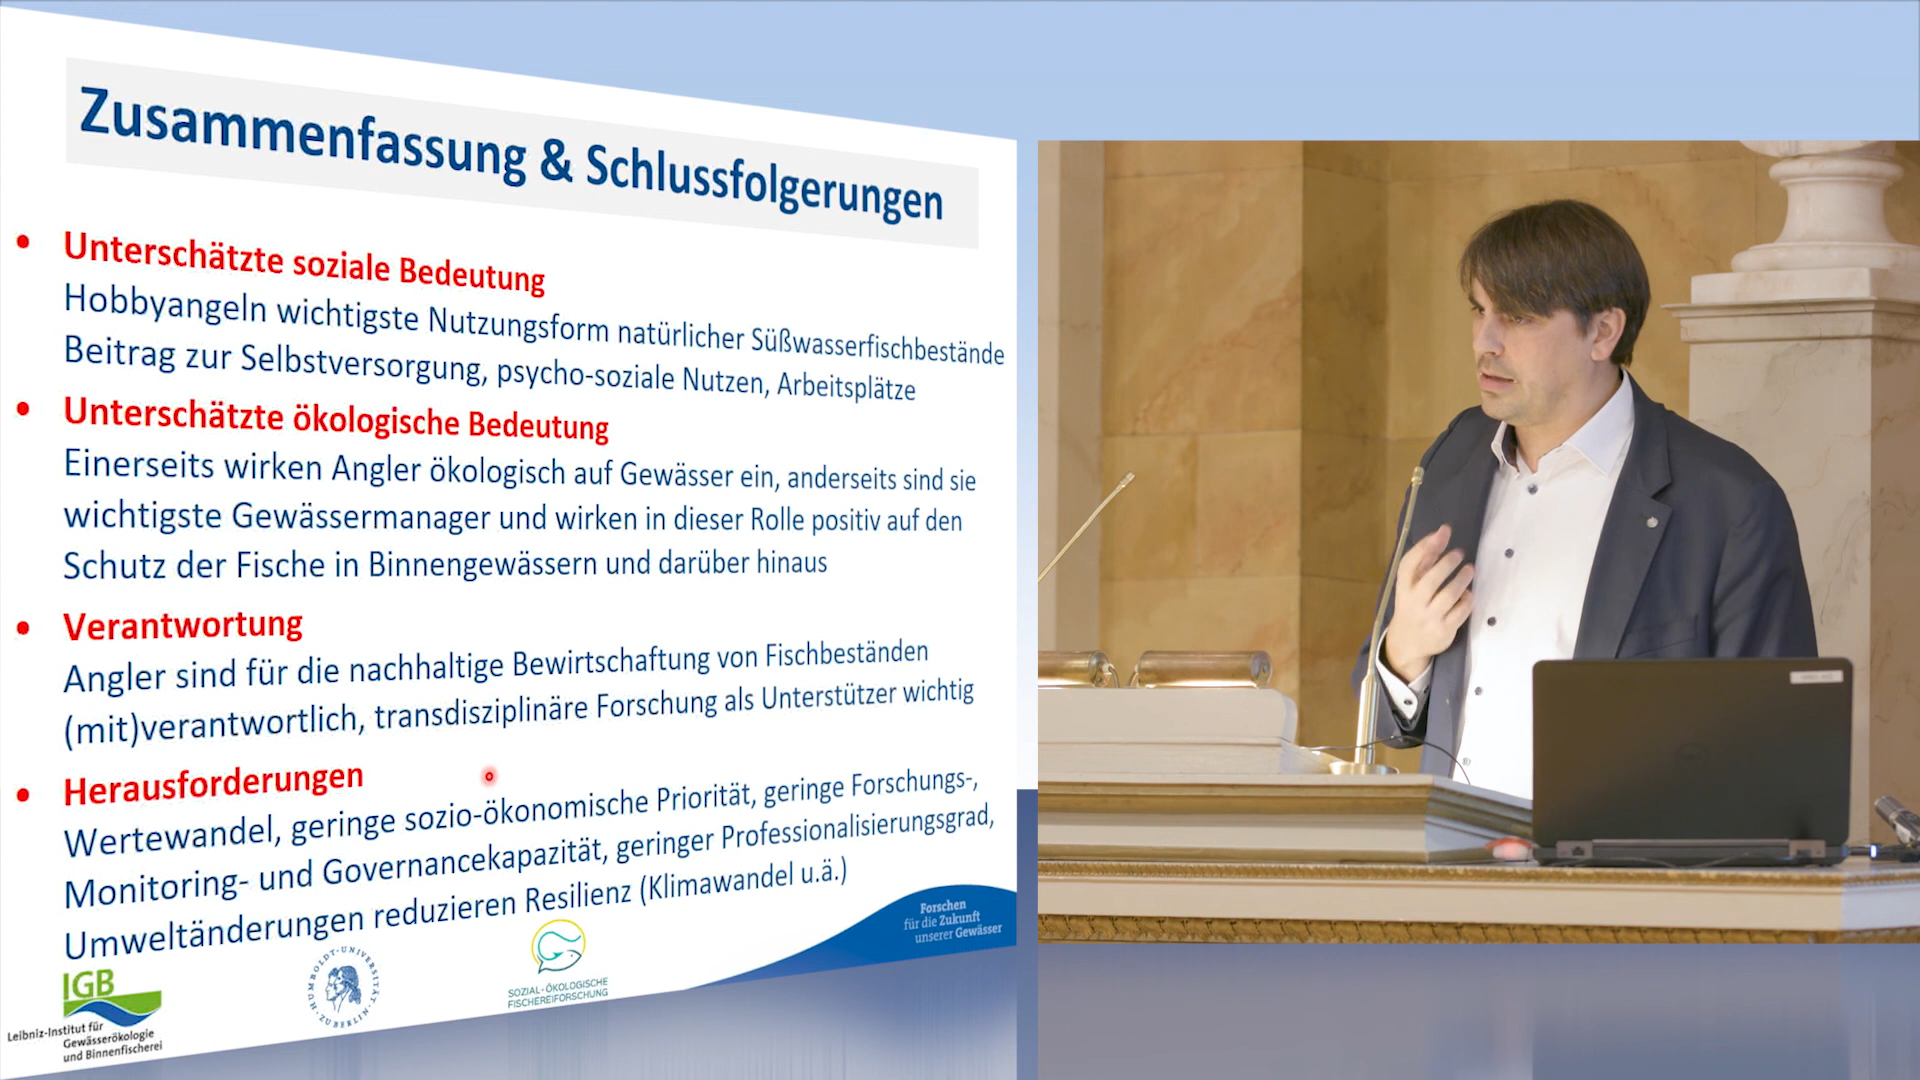 Zusammenfassung & Schlussfolgerungen
• Unterschätzte soziale Bedeutung
Hobbyangeln wichtigste Nutzungsform natürlicher Süßwasserfischbestände
Beitrag zur Selbstversorgung, psycho-soziale Nutzen, Arbeitsplätze
• Unterschätzte ökologische Bedeutung
Einerseits wirken Angler ökologisch auf Gewässer ein, anderseits sind sie
wichtigste Gewässermanager und wirken in dieser Rolle positiv auf den
Schutz der Fische in Binnengewässern und darüber hinaus
• Verantwortung
Angler sind für die nachhaltige Bewirtschaftung von Fischbeständen
(mit)verantwortlich, transdisziplinäre Forschung als Unterstützer wichtig
• Herausforderungen
Wertewandel, geringe sozio-ökonomische Priorität, geringe Forschungs-,
Monitoring- und Governancekapazität, geringer Professionalisierungsgrad,
Umweltänderungen reduzieren Resilienz (Klimawandel u.ä.)
Forschen
für die Zukunft
unserer Gewässer
IGB
Leibniz-Institut für
Gewässerökologie
und Binnenfischerei
HUMBOLDT-UNIVERSITÄT
ZU BERLIN
SOZIAL-ÖKOLOGISCHE
FISCHEREIFORSCHUNG